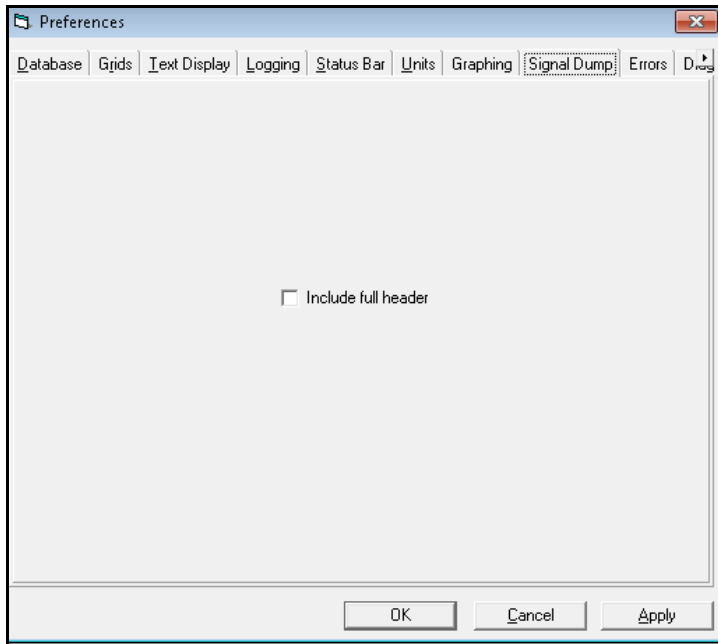 Preferences
Database Grids Text Display Logging Status Bar Units Graphing Signal Dump Errors
Include full header
OK Cancel Apply